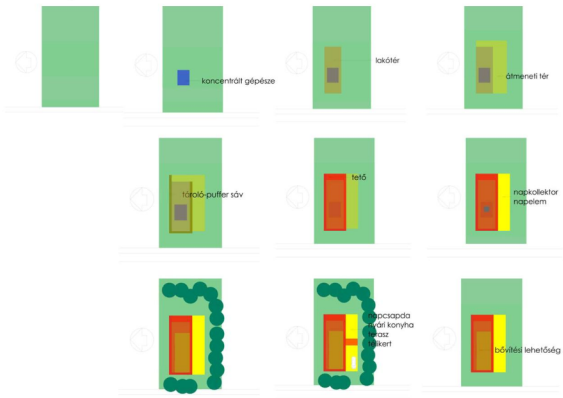 koncentrált gépésze
lakótér
átmeneti tér
tároló-puffer sáv
tető
napkollektor
napelem
napcsapda
nyári konyha
terasz
télikert
bővítési lehetőség